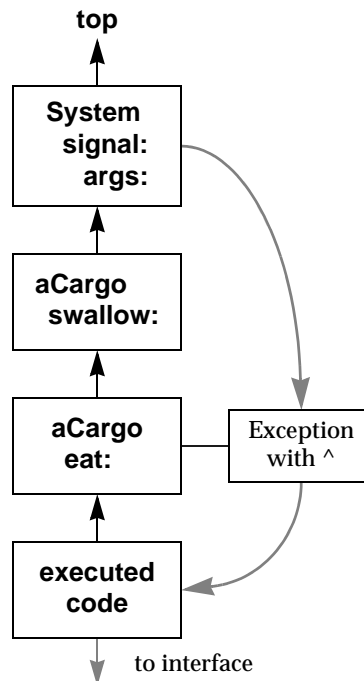 top
System
signal:
args:
aCargo
swallow:
aCargo
eat:
Exception
with ^
executed
code
to interface